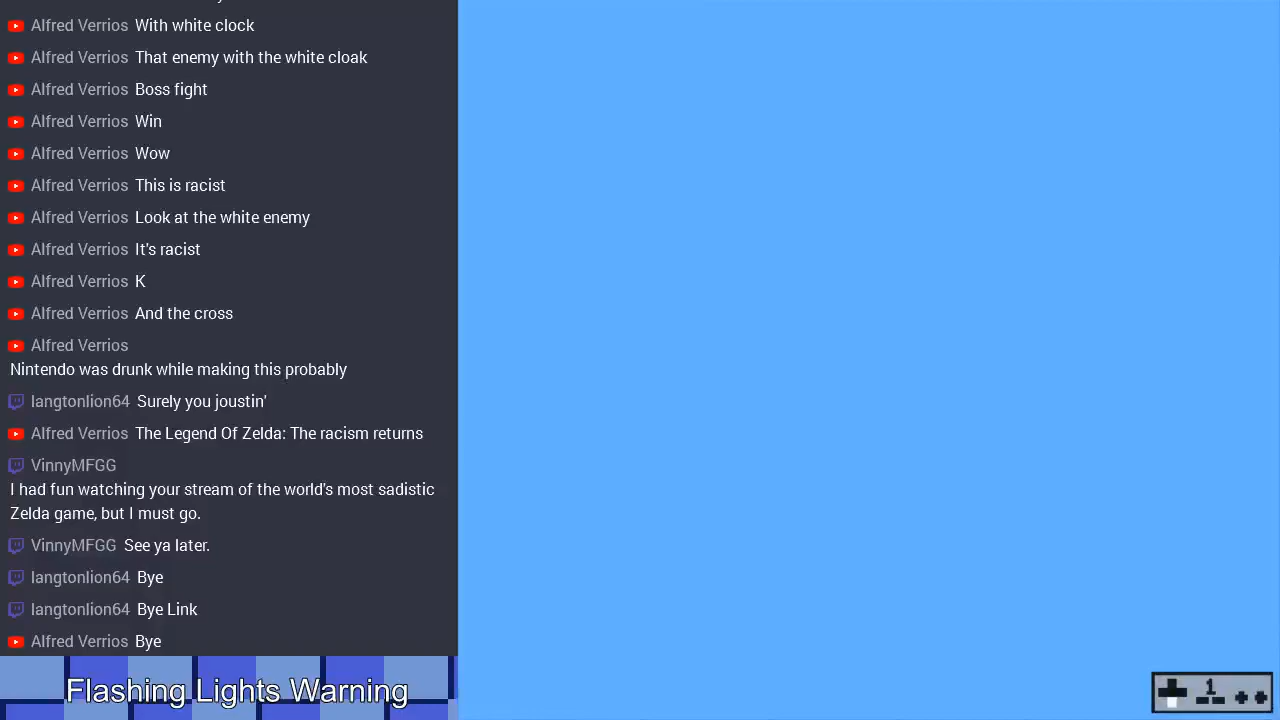 Alfred Verrios With white clock
Alfred Verrios That enemy with the white cloak
Alfred Verrios Boss fight
Alfred Verrios Win
Alfred Verrios Wow
Alfred Verrios This is racist
Alfred Verrios Look at the white enemy
Alfred Verrios It's racist
Alfred Verrios K
Alfred Verrios And the cross
Alfred Verrios
Nintendo was drunk while making this probably
langtonlion64 Surely you joustin'
Alfred Verrios The Legend Of Zelda: The racism returns
VinnyMFGG
I had fun watching your stream of the world's most sadistic
Zelda game, but I must go.
VinnyMFGG See ya later.
langtonlion64 Bye
langtonlion64 Bye Link
Alfred Verrios Bye
Flashing Lights Warning
1